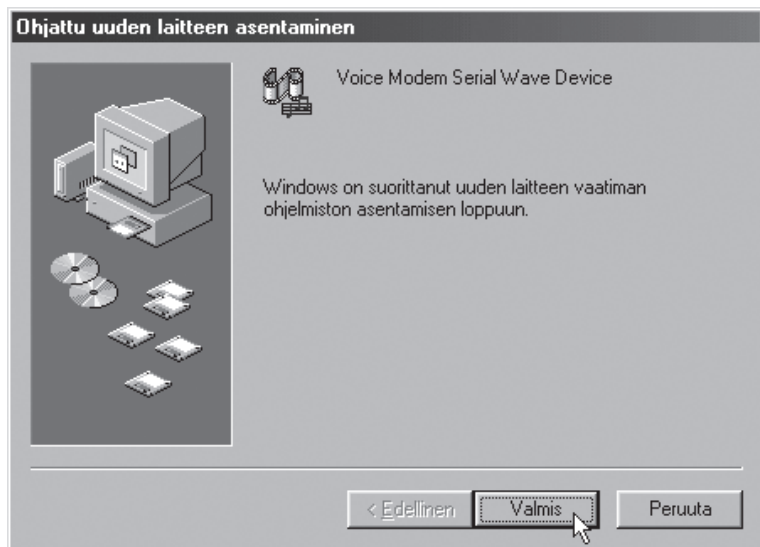 Ohjattu uuden laitteen asentaminen
Voice Modem Serial Wave Device
Windows on suorittanut uuden laitteen vaatiman
ohjelmiston asentamisen loppuun.
< Edellinen
Valmis
Peruuta